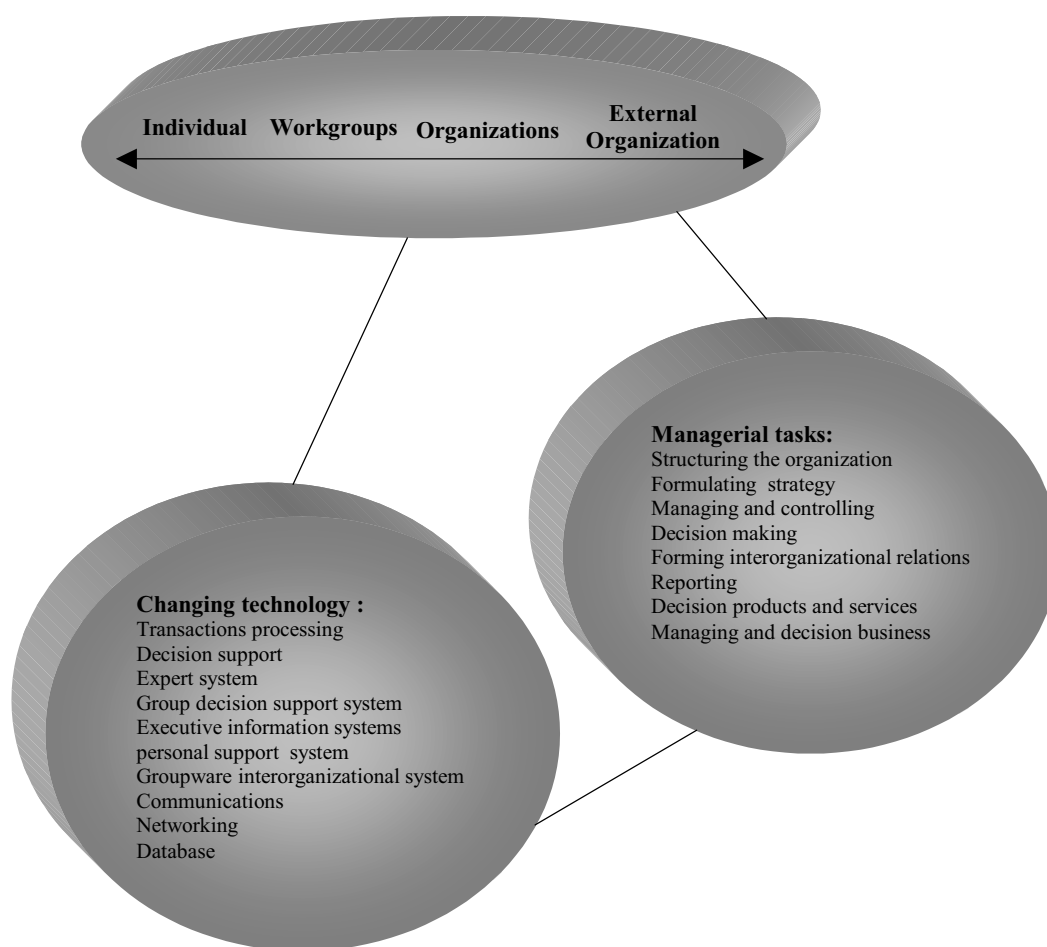 Individual Workgroups Organizations External Organization
Managerial tasks:
Structuring the organization
Formulating strategy
Managing and controlling
Decision making
Forming interorganizational relations
Reporting
Decision products and services
Managing and decision business
Changing technology :
Transactions processing
Decision support
Expert system
Group decision support system
Executive information systems
personal support system
Groupware interorganizational system
Communications
Networking
Database